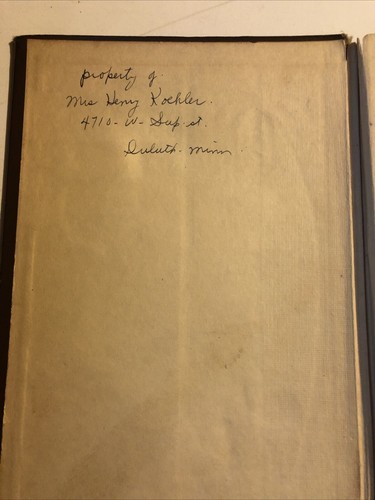 property of
Mrs Henry Koehler.
4710 - W - Sup - st.
Duluth - Minn.